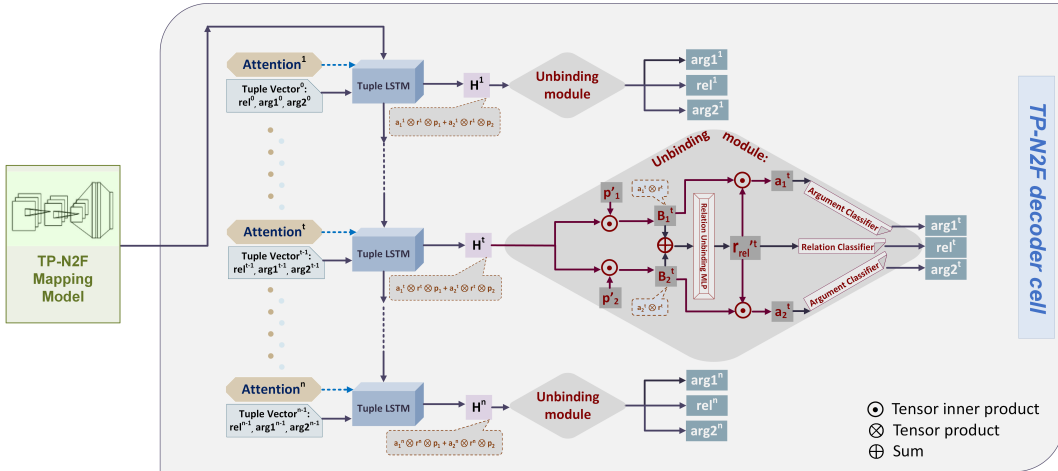 TP-N2F
Mapping
Model
Attention¹
Tuple Vector⁰:
rel⁰, arg1⁰, arg2⁰
Tuple LSTM
H¹
a₁¹ ⊗ r¹ ⊗ p₁ + a₂¹ ⊗ r¹ ⊗ p₂
Unbinding
module
arg1¹
rel¹
arg2¹
Attentionᵗ
Tuple Vectorᵗ⁻¹:
relᵗ⁻¹, arg1ᵗ⁻¹, arg2ᵗ⁻¹
Tuple LSTM
Hᵗ
a₁ᵗ ⊗ rᵗ ⊗ p₁ + a₂ᵗ ⊗ rᵗ ⊗ p₂
Unbinding module:
p'₁
a₁ᵗ ⊗ rᵗ
B₁ᵗ
B₂ᵗ
p'₂
a₂ᵗ ⊗ rᵗ
Relation Unbinding MLP
r_rel'ᵗ
a₁ᵗ
a₂ᵗ
Argument Classifier
Relation Classifier
Argument Classifier
arg1ᵗ
relᵗ
arg2ᵗ
Attentionⁿ
Tuple Vectorⁿ⁻¹:
relⁿ⁻¹, arg1ⁿ⁻¹, arg2ⁿ⁻¹
Tuple LSTM
Hⁿ
a₁ⁿ ⊗ rⁿ ⊗ p₁ + a₂ⁿ ⊗ rⁿ ⊗ p₂
Unbinding
module
arg1ⁿ
relⁿ
arg2ⁿ
TP-N2F decoder cell
Tensor inner product
Tensor product
Sum